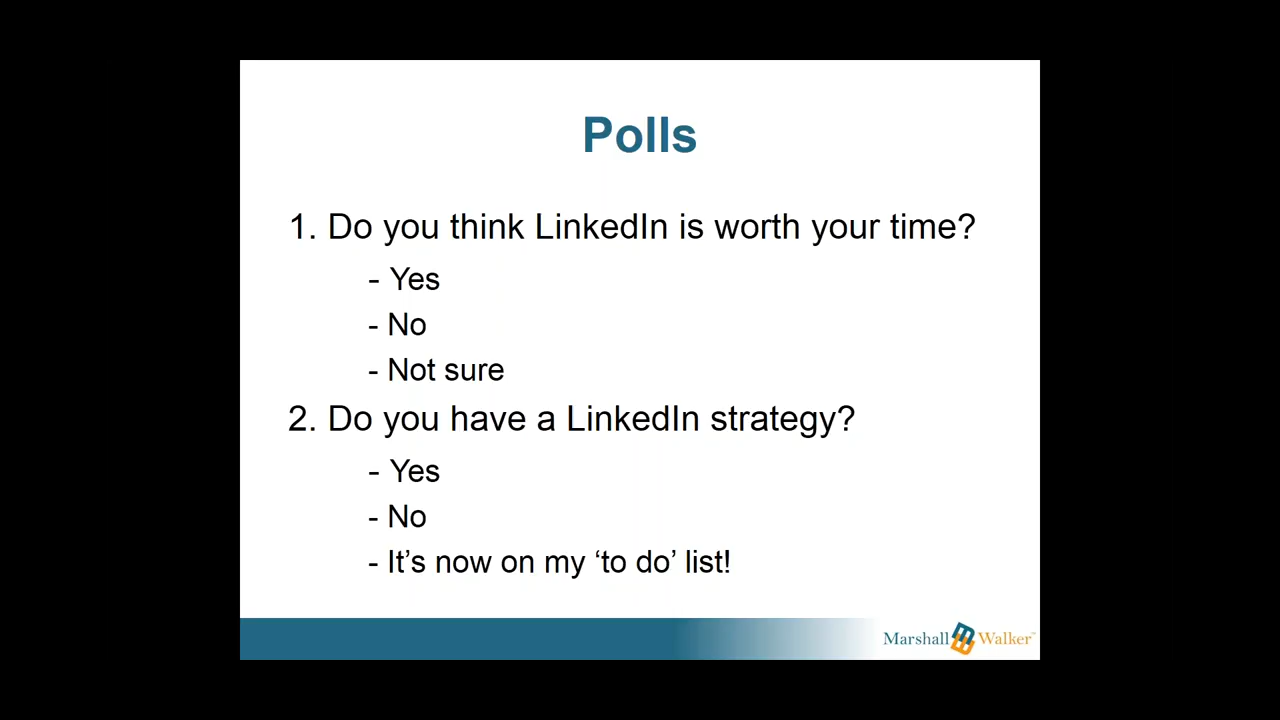 Polls
1. Do you think LinkedIn is worth your time?
- Yes
- No
- Not sure
2. Do you have a LinkedIn strategy?
- Yes
- No
- It’s now on my ‘to do’ list!
Marshall Walker